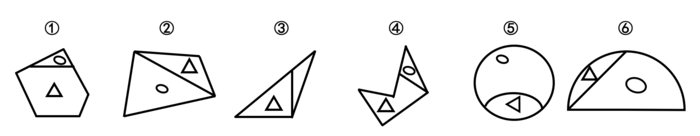 ① ② ③ ④ ⑤ ⑥